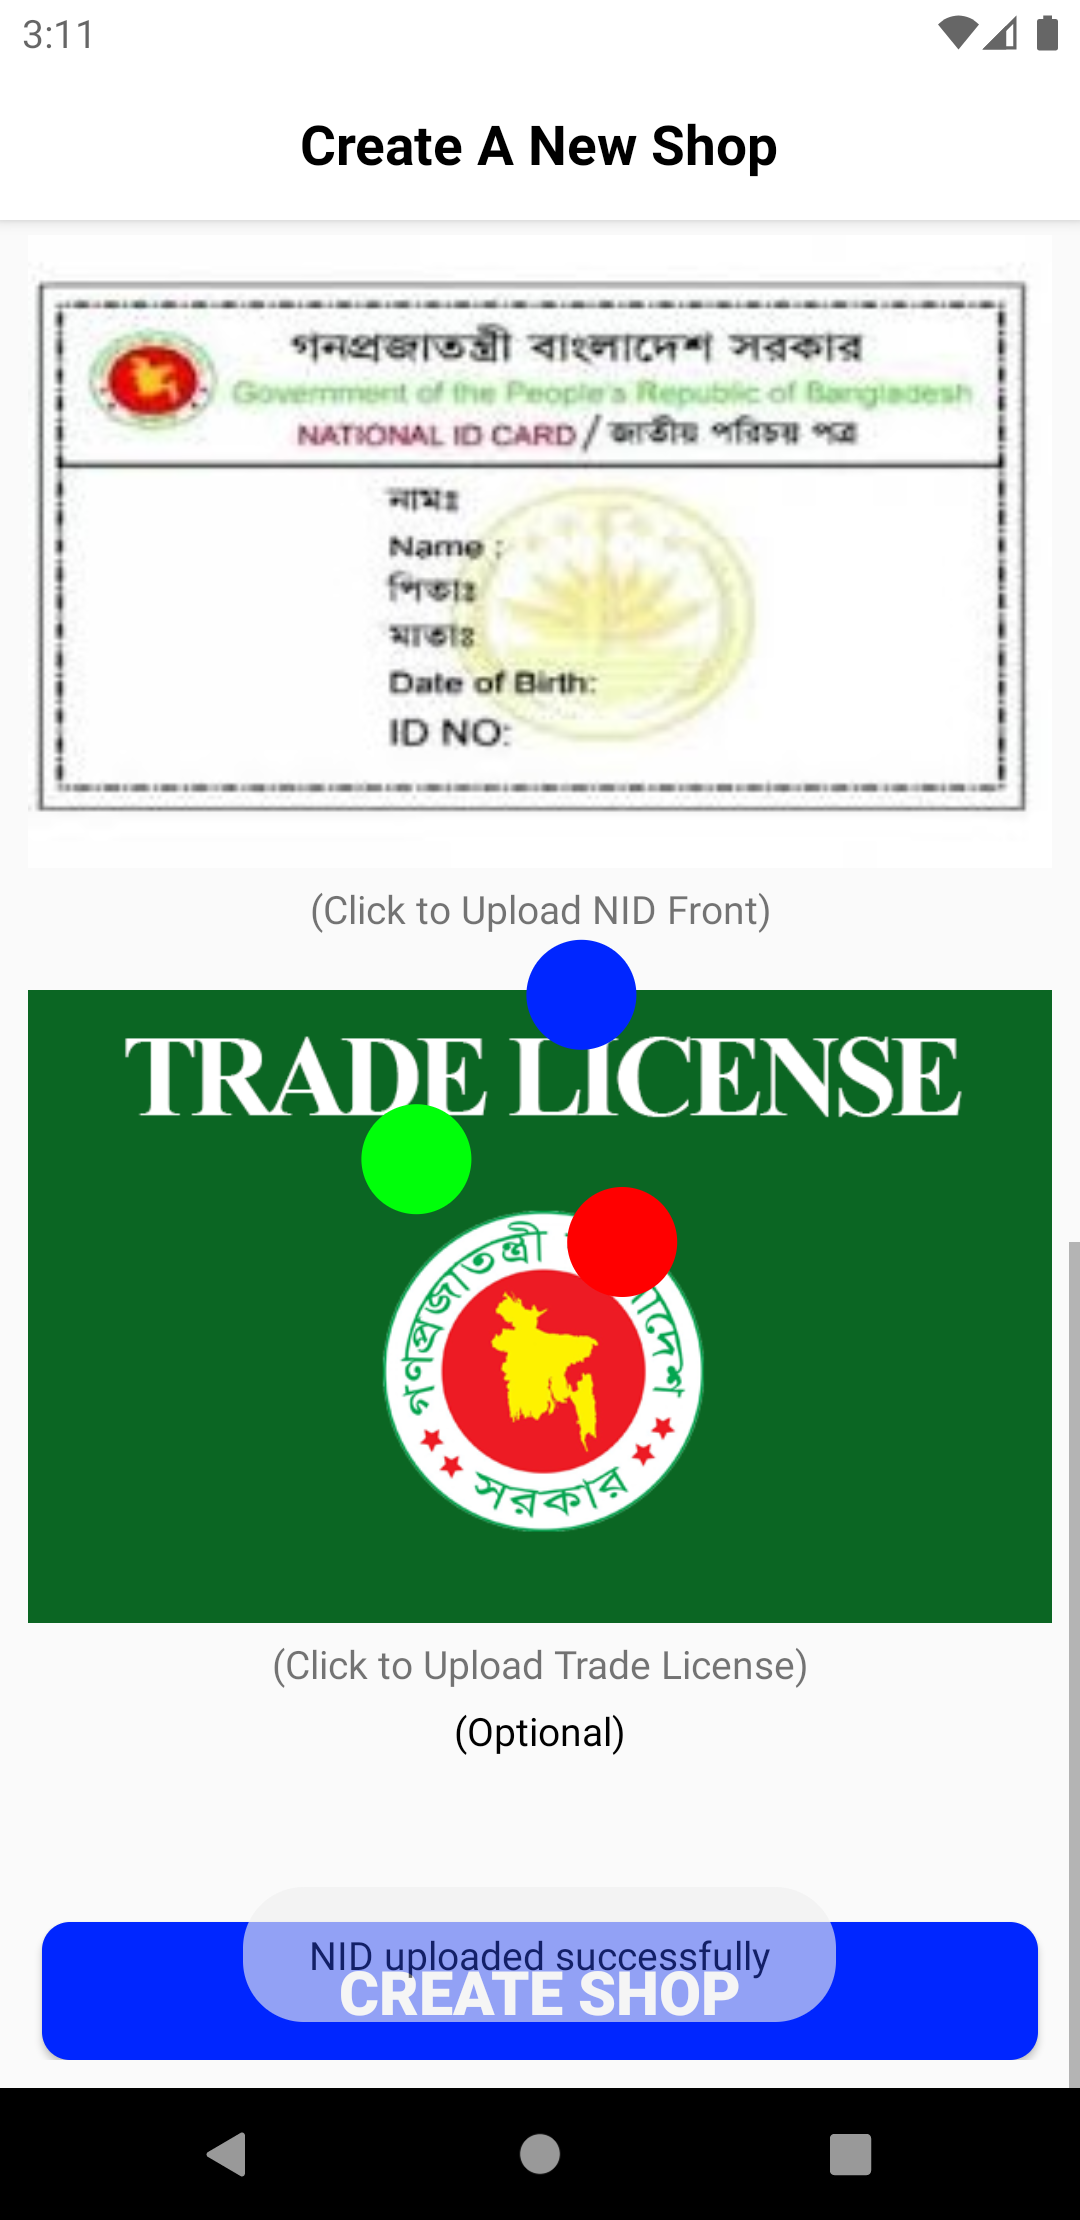 3:11
Create A New Shop
গনপ্রজাতন্ত্রী বাংলাদেশ সরকার
Government of the People's Republic of Bangladesh
NATIONAL ID CARD / জাতীয় পরিচয় পত্র
নামঃ
Name :
পিতাঃ
মাতাঃ
Date of Birth:
ID NO:
(Click to Upload NID Front)
TRADE LICENSE
গণপ্রজাতন্ত্রী
সরকার
(Click to Upload Trade License)
(Optional)
NID uploaded successfully
CREATE SHOP